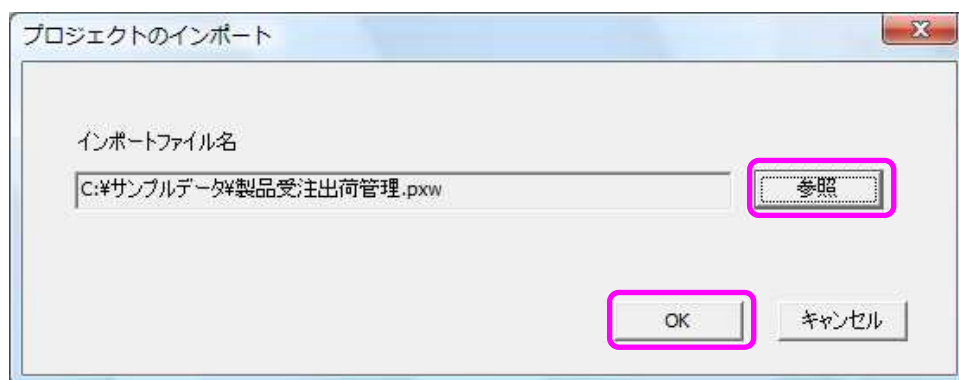 プロジェクトのインポート
インポートファイル名
C:¥サンプルデータ¥製品受注出荷管理.pxw
参照
OK
キャンセル